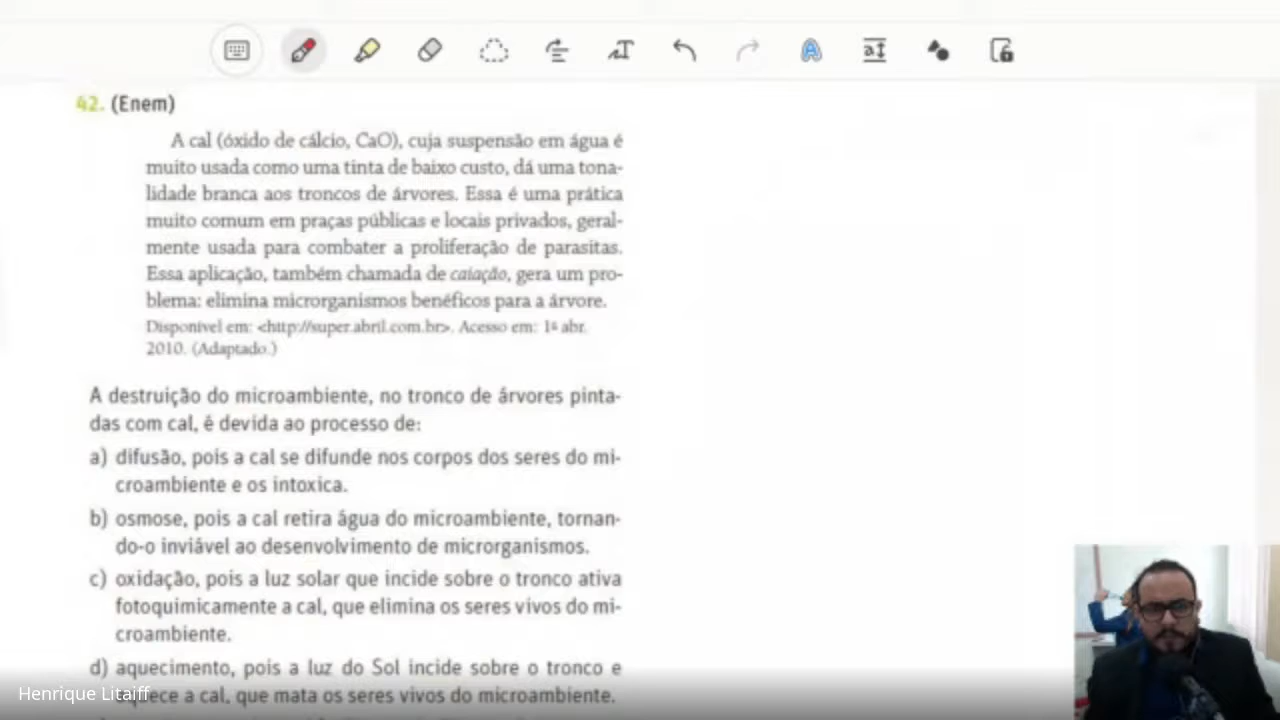 42. (Enem)
A cal (óxido de cálcio, CaO), cuja suspensão em água é
muito usada como uma tinta de baixo custo, dá uma tona-
lidade branca aos troncos de árvores. Essa é uma prática
muito comum em praças públicas e locais privados, geral-
mente usada para combater a proliferação de parasitas.
Essa aplicação, também chamada de caiação, gera um pro-
blema: elimina microrganismos benéficos para a árvore.
Disponível em: <http://super.abril.com.br>. Acesso em: 1º abr.
2010. (Adaptado.)
A destruição do microambiente, no tronco de árvores pinta-
das com cal, é devida ao processo de:
a) difusão, pois a cal se difunde nos corpos dos seres do mi-
croambiente e os intoxica.
b) osmose, pois a cal retira água do microambiente, tornan-
do-o inviável ao desenvolvimento de microrganismos.
c) oxidação, pois a luz solar que incide sobre o tronco ativa
fotoquimicamente a cal, que elimina os seres vivos do mi-
croambiente.
d) aquecimento, pois a luz do Sol incide sobre o tronco e
aquece a cal, que mata os seres vivos do microambiente.
Henrique Litaiff